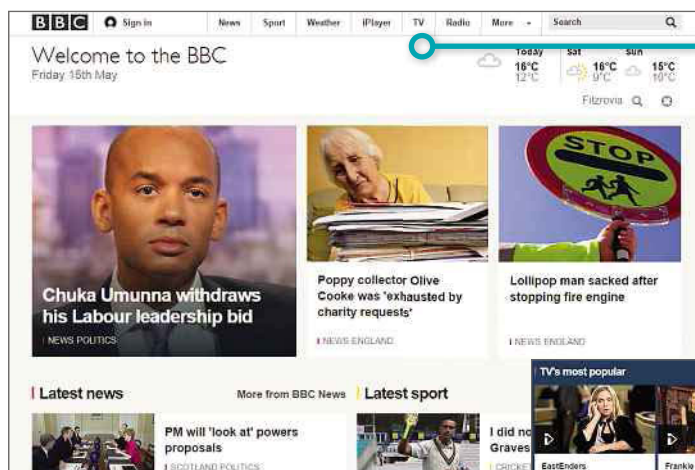 BBC Sign in News Sport Weather iPlayer TV Radio More Search
Welcome to the BBC
Friday 15th May
Today Sat Sun
16°C 16°C 15°C
12°C 9°C 10°C
Fitzrovia
STOP
Chuka Umunna withdraws
his Labour leadership bid
NEWS POLITICS
Poppy collector Olive
Cooke was 'exhausted by
charity requests'
NEWS ENGLAND
Lollipop man sacked after
stopping fire engine
NEWS ENGLAND
Latest news More from BBC News
PM will 'look at' powers
proposals
SCOTLAND POLITICS
Latest sport
I did no
Graves
CRICKE
TV's most popular
EastEnders
Frankie